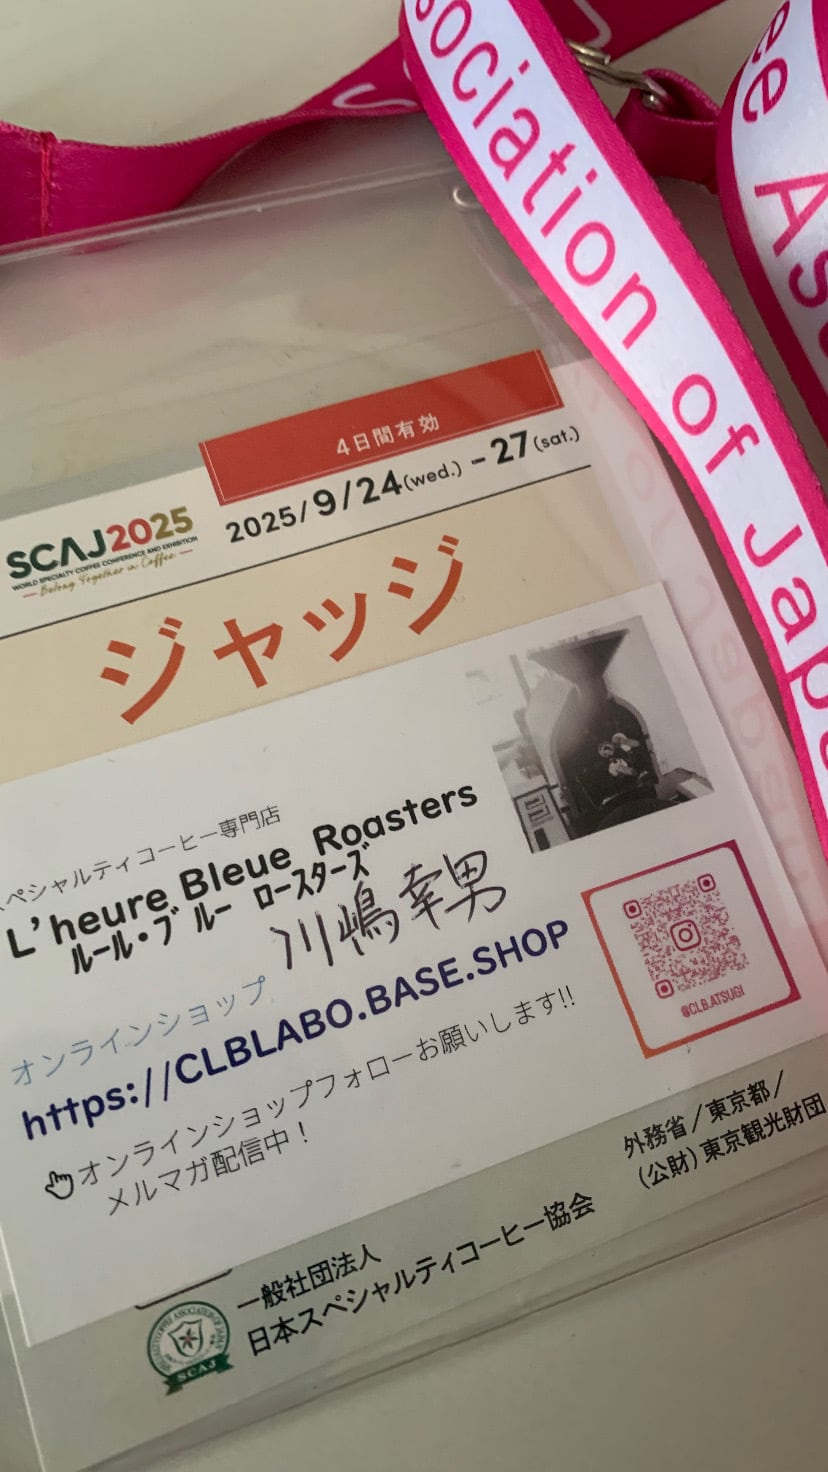 sociation of Japa
ee Ass
4日間有効
2025/9/24(wed.)-27(sat.)
SCAJ2025
WORLD SPECIALTY COFFEE CONFERENCE AND EXHIBITION
Belong Together in Coffee
ジャッジ
ペシャルティコーヒー専門店
L'heure Bleue Roasters
ルール・ブルー ロースターズ
川嶋幸男
オンラインショップ
https://CLBLABO.BASE.SHOP
オンラインショップフォローお願いします!!
メルマガ配信中！
@CLB.ATSUGI
外務省/東京都/
(公財)東京観光財団
一般社団法人
日本スペシャルティコーヒー協会
SPECIALTY COFFEE ASSOCIATION OF JAPAN
SCAJ